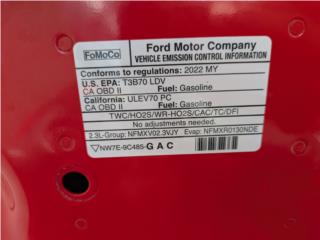 FoMoCo
Ford Motor Company
VEHICLE EMISSION CONTROL INFORMATION
Conforms to regulations: 2022 MY
U.S. EPA: T3B70 LDV
CA OBD II Fuel: Gasoline
California: ULEV70 PC
CA OBD II Fuel: Gasoline
TWC/HO2S/WR-HO2S/CAC/TC/DFI
No adjustments needed.
2.3L-Group: NFMXV02.3VJY Evap: NFMXR0130NDE
NW7E-9C485-G A C